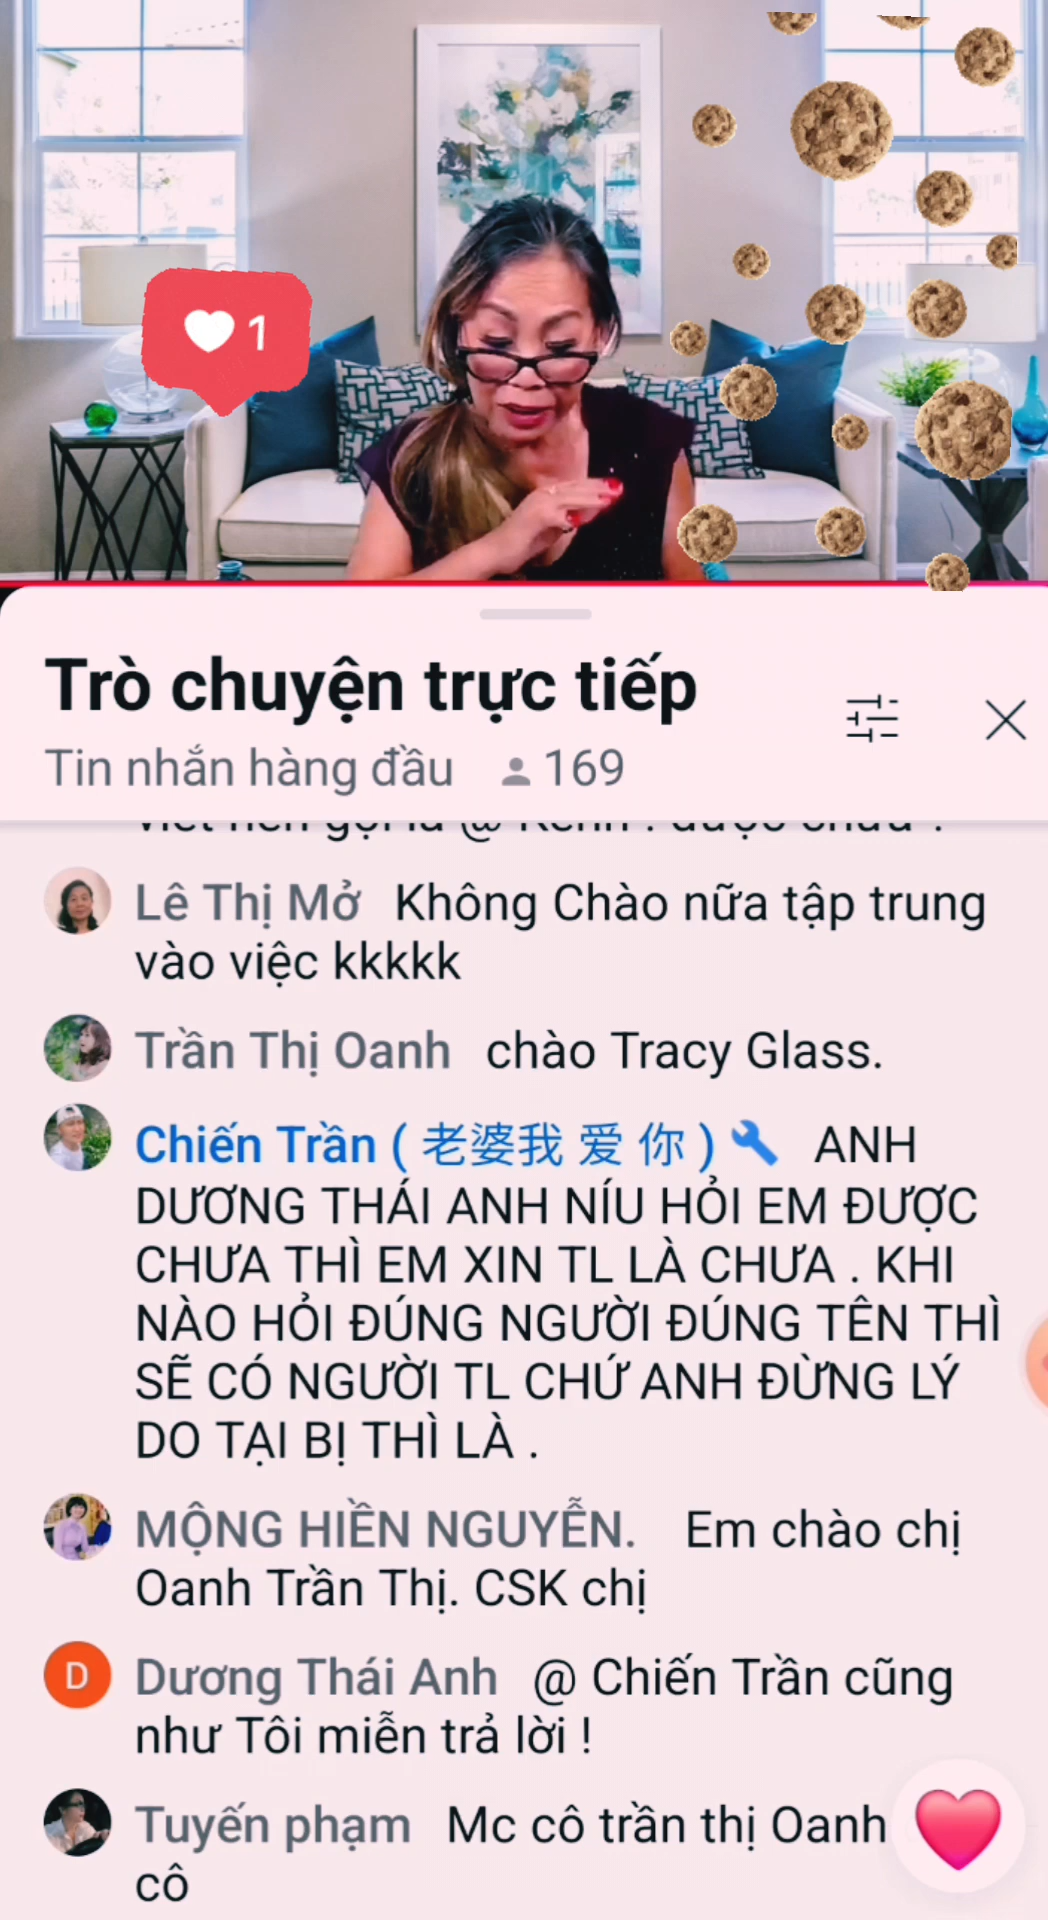 1
Trò chuyện trực tiếp
Tin nhắn hàng đầu 169
Lê Thị Mở Không Chào nữa tập trung
vào việc kkkkk
Trần Thị Oanh chào Tracy Glass.
Chiến Trần ( 老婆我 爱 你 ) ANH
DƯƠNG THÁI ANH NÍU HỎI EM ĐƯỢC
CHƯA THÌ EM XIN TL LÀ CHƯA . KHI
NÀO HỎI ĐÚNG NGƯỜI ĐÚNG TÊN THÌ
SẼ CÓ NGƯỜI TL CHỨ ANH ĐỪNG LÝ
DO TẠI BỊ THÌ LÀ .
MỘNG HIỀN NGUYỄN. Em chào chị
Oanh Trần Thị. CSK chị
D
Dương Thái Anh @ Chiến Trần cũng
như Tôi miễn trả lời !
Tuyến phạm Mc cô trần thị Oanh
cô